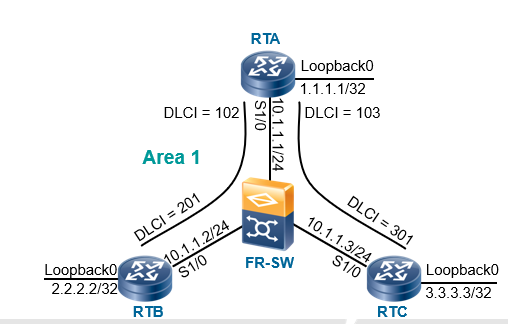 RTA
Loopback0
1.1.1.1/32
DLCI = 102
S1/0
10.1.1.1/24
DLCI = 103
Area 1
DLCI = 201
DLCI = 301
10.1.1.2/24
S1/0
10.1.1.3/24
S1/0
FR-SW
Loopback0
2.2.2.2/32
RTB
Loopback0
3.3.3.3/32
RTC